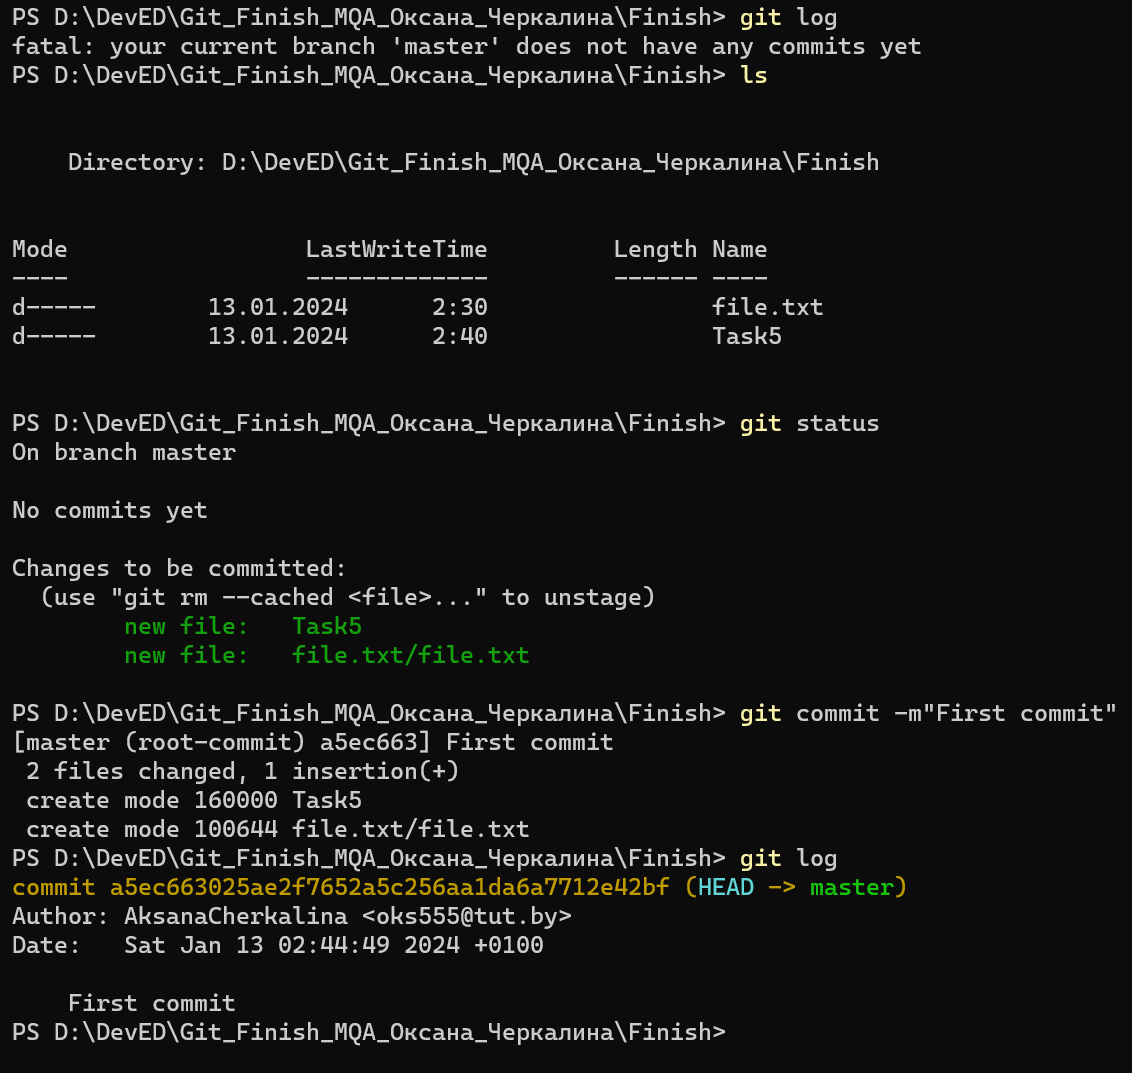 PS D:\DevED\Git_Finish_MQA_Оксана_Черкалина\Finish> git log
fatal: your current branch 'master' does not have any commits yet
PS D:\DevED\Git_Finish_MQA_Оксана_Черкалина\Finish> ls
Directory: D:\DevED\Git_Finish_MQA_Оксана_Черкалина\Finish
Mode                 LastWriteTime         Length Name
----                 -------------         ------ ----
d-----        13.01.2024      2:30                file.txt
d-----        13.01.2024      2:40                Task5
PS D:\DevED\Git_Finish_MQA_Оксана_Черкалина\Finish> git status
On branch master
No commits yet
Changes to be committed:
  (use "git rm --cached <file>..." to unstage)
        new file:   Task5
        new file:   file.txt/file.txt
PS D:\DevED\Git_Finish_MQA_Оксана_Черкалина\Finish> git commit -m"First commit"
[master (root-commit) a5ec663] First commit
 2 files changed, 1 insertion(+)
 create mode 160000 Task5
 create mode 100644 file.txt/file.txt
PS D:\DevED\Git_Finish_MQA_Оксана_Черкалина\Finish> git log
commit a5ec663025ae2f7652a5c256aa1da6a7712e42bf (HEAD -> master)
Author: AksanaCherkalina <oks555@tut.by>
Date:   Sat Jan 13 02:44:49 2024 +0100
    First commit
PS D:\DevED\Git_Finish_MQA_Оксана_Черкалина\Finish>